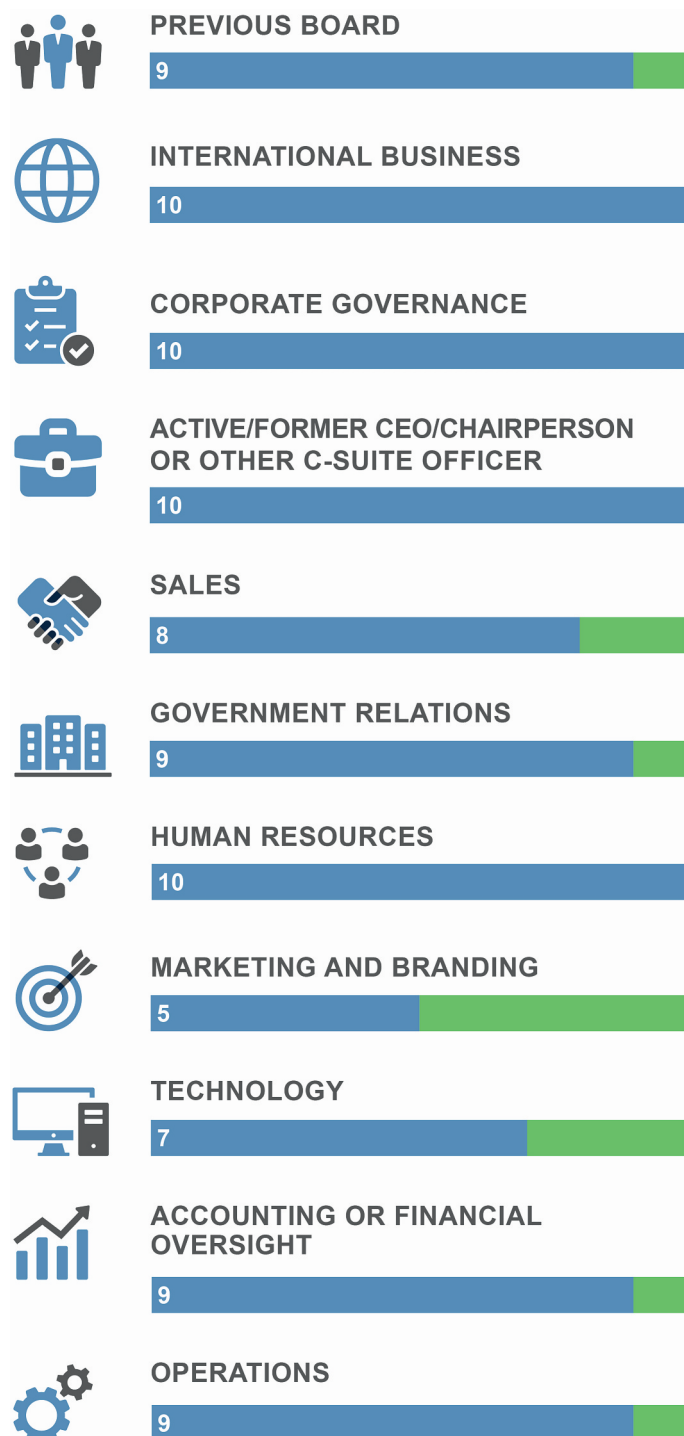 PREVIOUS BOARD
9
INTERNATIONAL BUSINESS
10
CORPORATE GOVERNANCE
10
ACTIVE/FORMER CEO/CHAIRPERSON
OR OTHER C-SUITE OFFICER
10
SALES
8
GOVERNMENT RELATIONS
9
HUMAN RESOURCES
10
MARKETING AND BRANDING
5
TECHNOLOGY
7
ACCOUNTING OR FINANCIAL
OVERSIGHT
9
OPERATIONS
9